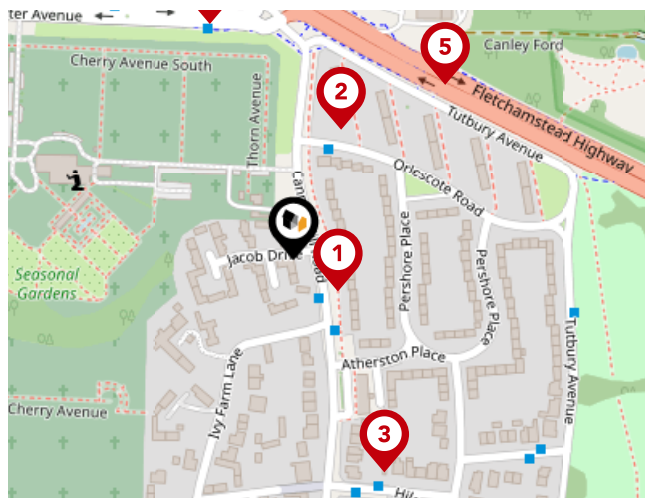 ter Avenue
5
Canley Ford
Cherry Avenue South
2
Fletchamstead Highway
Thorn Avenue
Tutbury Avenue
Orlescote Road
Jacob Drive
1
Pershore Place
Pershore Place
Seasonal
Gardens
Tutbury Avenue
Ivy Farm Lane
Atherston Place
Cherry Avenue
3